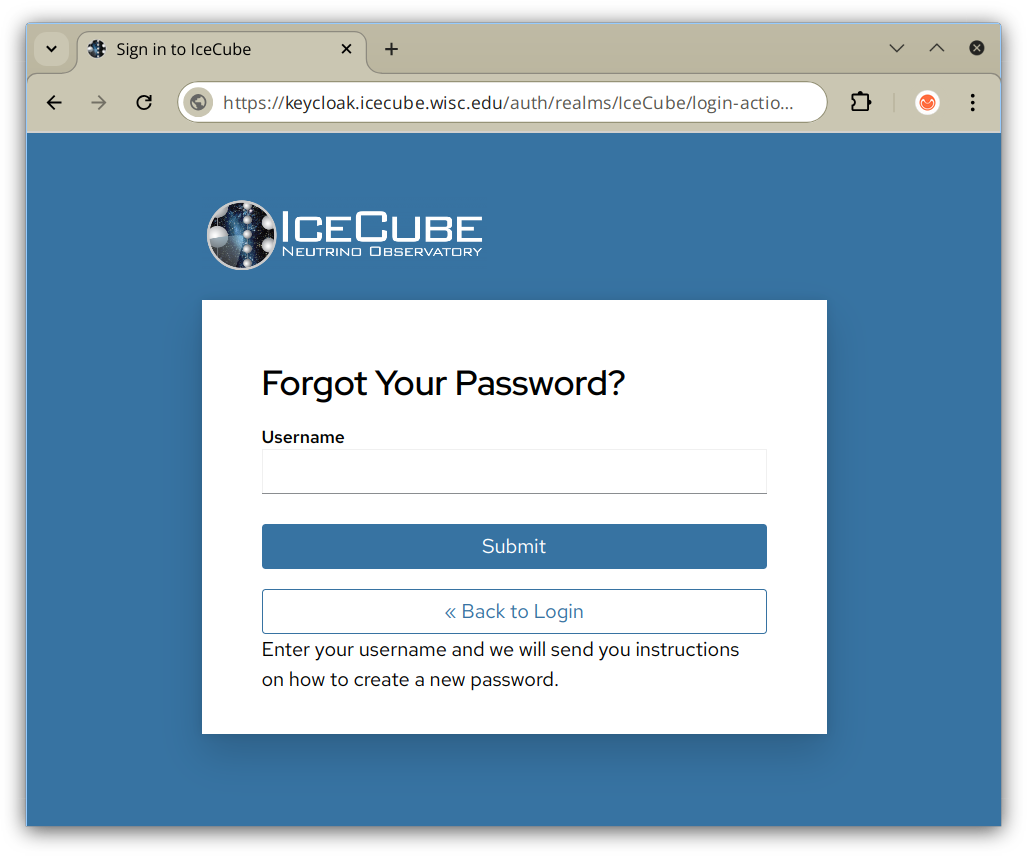 Sign in to IceCube
https://keycloak.icecube.wisc.edu/auth/realms/IceCube/login-actio...
IceCube
Neutrino Observatory
Forgot Your Password?
Username
Submit
« Back to Login
Enter your username and we will send you instructions
on how to create a new password.